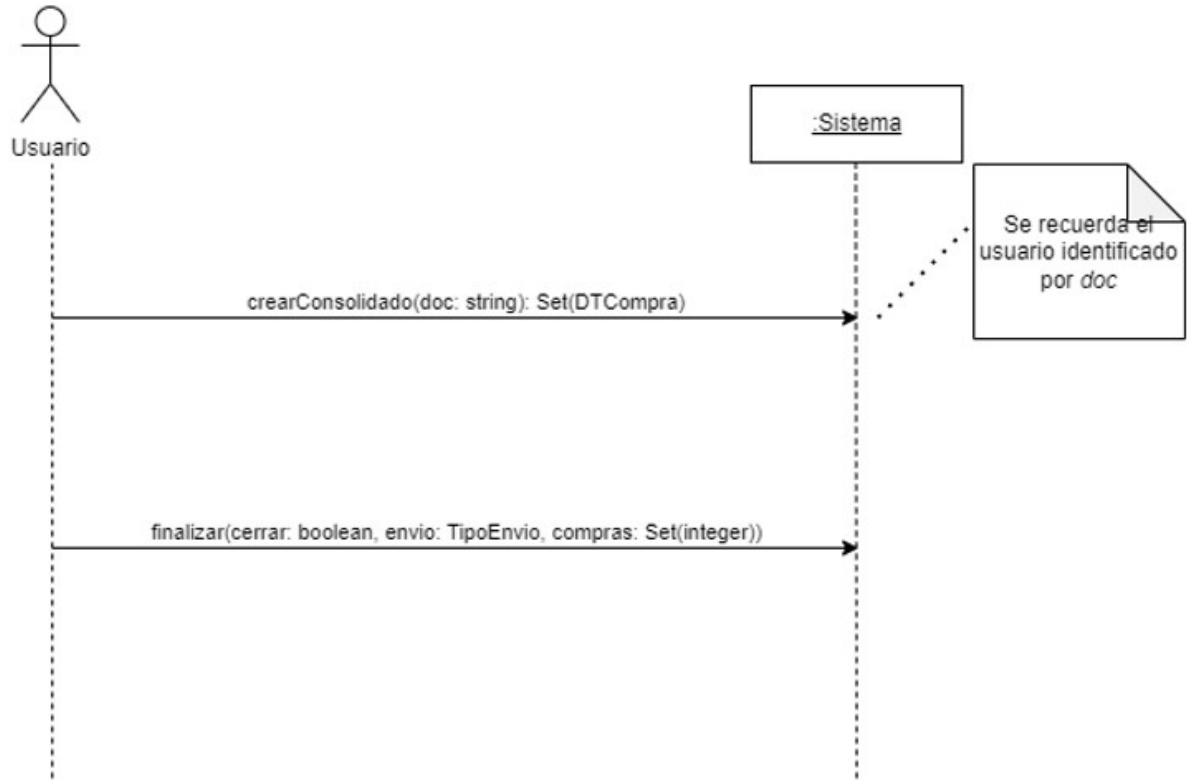 Usuario
:Sistema
Se recuerda el
usuario identificado
por doc
crearConsolidado(doc: string): Set(DTCompra)
finalizar(cerrar: boolean, envio: TipoEnvio, compras: Set(integer))